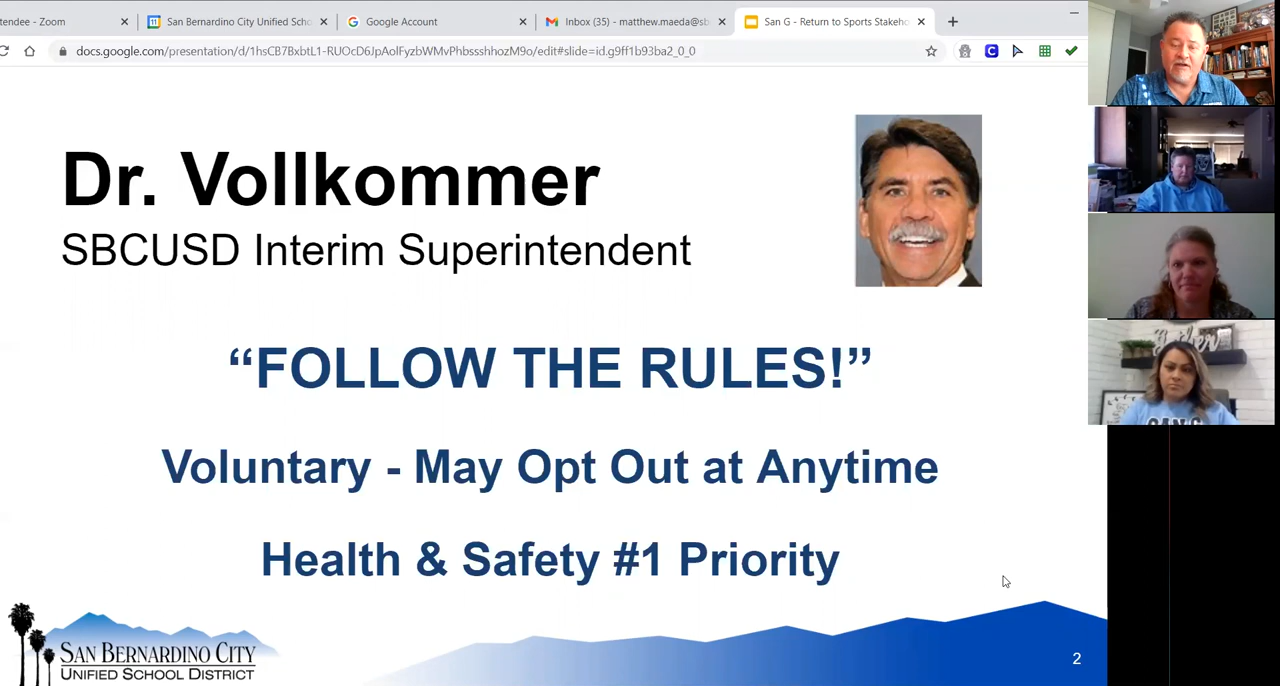 tendee - Zoom
San Bernardino City Unified Scho
Google Account
Inbox (35) - matthew.maeda@sb
San G - Return to Sports Stakeho
docs.google.com/presentation/d/1hsCB7BxbtL1-RUOcD6JpAolFyzbWMvPhbssshhozM9o/edit#slide=id.g9ff1b93ba2_0_0
Dr. Vollkommer
SBCUSD Interim Superintendent
“FOLLOW THE RULES!”
Voluntary - May Opt Out at Anytime
Health & Safety #1 Priority
SAN BERNARDINO CITY
UNIFIED SCHOOL DISTRICT
2